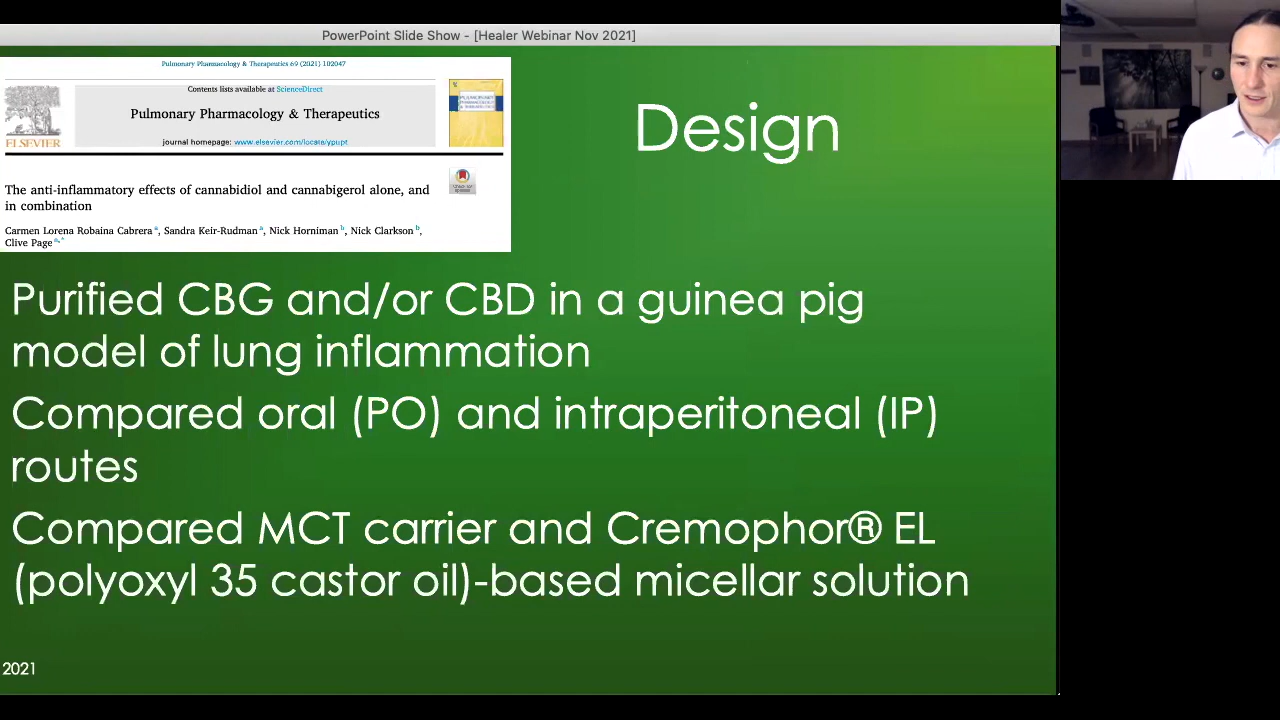 PowerPoint Slide Show - [Healer Webinar Nov 2021]
Pulmonary Pharmacology & Therapeutics 69 (2021) 102047
Contents lists available at ScienceDirect
Pulmonary Pharmacology & Therapeutics
journal homepage: www.elsevier.com/locate/ypupt
ELSEVIER
Design
The anti-inflammatory effects of cannabidiol and cannabigerol alone, and
in combination
Carmen Lorena Robaina Cabrera a, Sandra Keir-Rudman a, Nick Horniman b, Nick Clarkson b,
Clive Page a,*
Purified CBG and/or CBD in a guinea pig
model of lung inflammation
Compared oral (PO) and intraperitoneal (IP)
routes
Compared MCT carrier and Cremophor® EL
(polyoxyl 35 castor oil)-based micellar solution
2021